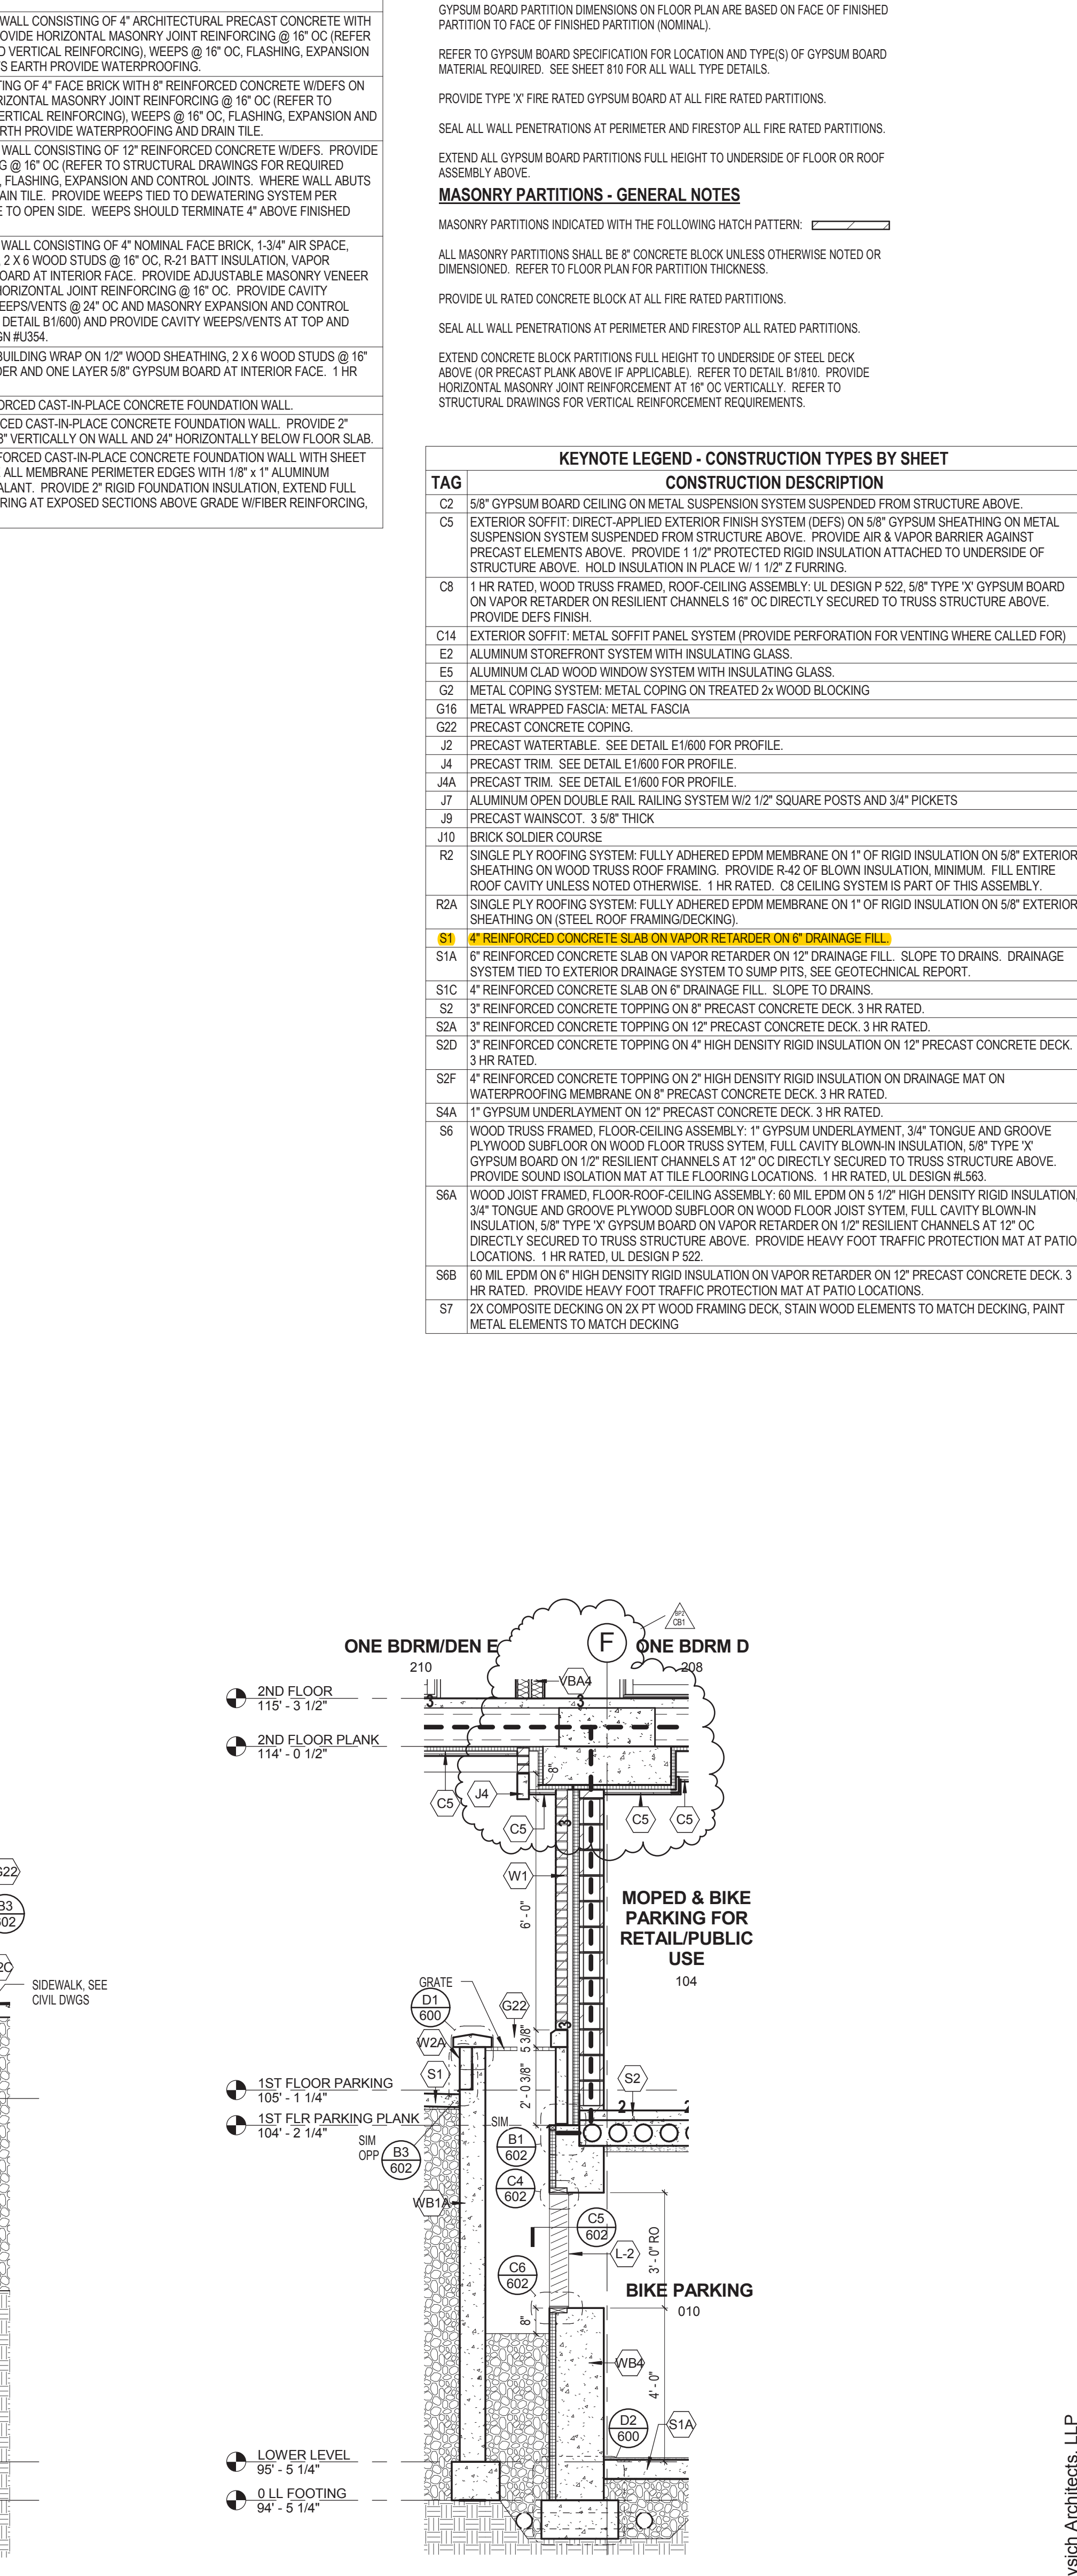 WALL CONSISTING OF 4" ARCHITECTURAL PRECAST CONCRETE WITH
OVIDE HORIZONTAL MASONRY JOINT REINFORCING @ 16" OC (REFER
D VERTICAL REINFORCING), WEEPS @ 16" OC, FLASHING, EXPANSION
S EARTH PROVIDE WATERPROOFING.
TING OF 4" FACE BRICK WITH 8" REINFORCED CONCRETE W/DEFS ON
RIZONTAL MASONRY JOINT REINFORCING @ 16" OC (REFER TO
ERTICAL REINFORCING), WEEPS @ 16" OC, FLASHING, EXPANSION AND
RTH PROVIDE WATERPROOFING AND DRAIN TILE.
WALL CONSISTING OF 12" REINFORCED CONCRETE W/DEFS. PROVIDE
G @ 16" OC (REFER TO STRUCTURAL DRAWINGS FOR REQUIRED
, FLASHING, EXPANSION AND CONTROL JOINTS. WHERE WALL ABUTS
AIN TILE. PROVIDE WEEPS TIED TO DEWATERING SYSTEM PER
E TO OPEN SIDE. WEEPS SHOULD TERMINATE 4" ABOVE FINISHED
WALL CONSISTING OF 4" NOMINAL FACE BRICK, 1-3/4" AIR SPACE,
, 2 X 6 WOOD STUDS @ 16" OC, R-21 BATT INSULATION, VAPOR
OARD AT INTERIOR FACE. PROVIDE ADJUSTABLE MASONRY VENEER
HORIZONTAL JOINT REINFORCING @ 16" OC. PROVIDE CAVITY
EEPS/VENTS @ 24" OC AND MASONRY EXPANSION AND CONTROL
DETAIL B1/600) AND PROVIDE CAVITY WEEPS/VENTS AT TOP AND
GN #U354.
BUILDING WRAP ON 1/2" WOOD SHEATHING, 2 X 6 WOOD STUDS @ 16"
DER AND ONE LAYER 5/8" GYPSUM BOARD AT INTERIOR FACE. 1 HR
ORCED CAST-IN-PLACE CONCRETE FOUNDATION WALL.
CED CAST-IN-PLACE CONCRETE FOUNDATION WALL. PROVIDE 2"
8" VERTICALLY ON WALL AND 24" HORIZONTALLY BELOW FLOOR SLAB.
FORCED CAST-IN-PLACE CONCRETE FOUNDATION WALL WITH SHEET
ALL MEMBRANE PERIMETER EDGES WITH 1/8" x 1" ALUMINUM
ALANT. PROVIDE 2" RIGID FOUNDATION INSULATION, EXTEND FULL
RING AT EXPOSED SECTIONS ABOVE GRADE W/FIBER REINFORCING,
GYPSUM BOARD PARTITION DIMENSIONS ON FLOOR PLAN ARE BASED ON FACE OF FINISHED
PARTITION TO FACE OF FINISHED PARTITION (NOMINAL).
REFER TO GYPSUM BOARD SPECIFICATION FOR LOCATION AND TYPE(S) OF GYPSUM BOARD
MATERIAL REQUIRED. SEE SHEET 810 FOR ALL WALL TYPE DETAILS.
PROVIDE TYPE 'X' FIRE RATED GYPSUM BOARD AT ALL FIRE RATED PARTITIONS.
SEAL ALL WALL PENETRATIONS AT PERIMETER AND FIRESTOP ALL FIRE RATED PARTITIONS.
EXTEND ALL GYPSUM BOARD PARTITIONS FULL HEIGHT TO UNDERSIDE OF FLOOR OR ROOF
ASSEMBLY ABOVE.
MASONRY PARTITIONS - GENERAL NOTES
MASONRY PARTITIONS INDICATED WITH THE FOLLOWING HATCH PATTERN:
ALL MASONRY PARTITIONS SHALL BE 8" CONCRETE BLOCK UNLESS OTHERWISE NOTED OR
DIMENSIONED. REFER TO FLOOR PLAN FOR PARTITION THICKNESS.
PROVIDE UL RATED CONCRETE BLOCK AT ALL FIRE RATED PARTITIONS.
SEAL ALL WALL PENETRATIONS AT PERIMETER AND FIRESTOP ALL RATED PARTITIONS.
EXTEND CONCRETE BLOCK PARTITIONS FULL HEIGHT TO UNDERSIDE OF STEEL DECK
ABOVE (OR PRECAST PLANK ABOVE IF APPLICABLE). REFER TO DETAIL B1/810. PROVIDE
HORIZONTAL MASONRY JOINT REINFORCEMENT AT 16" OC VERTICALLY. REFER TO
STRUCTURAL DRAWINGS FOR VERTICAL REINFORCEMENT REQUIREMENTS.
KEYNOTE LEGEND - CONSTRUCTION TYPES BY SHEET
TAG CONSTRUCTION DESCRIPTION
C2 5/8" GYPSUM BOARD CEILING ON METAL SUSPENSION SYSTEM SUSPENDED FROM STRUCTURE ABOVE.
C5 EXTERIOR SOFFIT: DIRECT-APPLIED EXTERIOR FINISH SYSTEM (DEFS) ON 5/8" GYPSUM SHEATHING ON METAL
SUSPENSION SYSTEM SUSPENDED FROM STRUCTURE ABOVE. PROVIDE AIR & VAPOR BARRIER AGAINST
PRECAST ELEMENTS ABOVE. PROVIDE 1 1/2" PROTECTED RIGID INSULATION ATTACHED TO UNDERSIDE OF
STRUCTURE ABOVE. HOLD INSULATION IN PLACE W/ 1 1/2" Z FURRING.
C8 1 HR RATED, WOOD TRUSS FRAMED, ROOF-CEILING ASSEMBLY: UL DESIGN P 522, 5/8" TYPE 'X' GYPSUM BOARD
ON VAPOR RETARDER ON RESILIENT CHANNELS 16" OC DIRECTLY SECURED TO TRUSS STRUCTURE ABOVE.
PROVIDE DEFS FINISH.
C14 EXTERIOR SOFFIT: METAL SOFFIT PANEL SYSTEM (PROVIDE PERFORATION FOR VENTING WHERE CALLED FOR)
E2 ALUMINUM STOREFRONT SYSTEM WITH INSULATING GLASS.
E5 ALUMINUM CLAD WOOD WINDOW SYSTEM WITH INSULATING GLASS.
G2 METAL COPING SYSTEM: METAL COPING ON TREATED 2x WOOD BLOCKING
G16 METAL WRAPPED FASCIA: METAL FASCIA
G22 PRECAST CONCRETE COPING.
J2 PRECAST WATERTABLE. SEE DETAIL E1/600 FOR PROFILE.
J4 PRECAST TRIM. SEE DETAIL E1/600 FOR PROFILE.
J4A PRECAST TRIM. SEE DETAIL E1/600 FOR PROFILE.
J7 ALUMINUM OPEN DOUBLE RAIL RAILING SYSTEM W/2 1/2" SQUARE POSTS AND 3/4" PICKETS
J9 PRECAST WAINSCOT. 3 5/8" THICK
J10 BRICK SOLDIER COURSE
R2 SINGLE PLY ROOFING SYSTEM: FULLY ADHERED EPDM MEMBRANE ON 1" OF RIGID INSULATION ON 5/8" EXTERIOR
SHEATHING ON WOOD TRUSS ROOF FRAMING. PROVIDE R-42 OF BLOWN INSULATION, MINIMUM. FILL ENTIRE
ROOF CAVITY UNLESS NOTED OTHERWISE. 1 HR RATED. C8 CEILING SYSTEM IS PART OF THIS ASSEMBLY.
R2A SINGLE PLY ROOFING SYSTEM: FULLY ADHERED EPDM MEMBRANE ON 1" OF RIGID INSULATION ON 5/8" EXTERIOR
SHEATHING ON (STEEL ROOF FRAMING/DECKING).
S1 4" REINFORCED CONCRETE SLAB ON VAPOR RETARDER ON 6" DRAINAGE FILL.
S1A 6" REINFORCED CONCRETE SLAB ON VAPOR RETARDER ON 12" DRAINAGE FILL. SLOPE TO DRAINS. DRAINAGE
SYSTEM TIED TO EXTERIOR DRAINAGE SYSTEM TO SUMP PITS, SEE GEOTECHNICAL REPORT.
S1C 4" REINFORCED CONCRETE SLAB ON 6" DRAINAGE FILL. SLOPE TO DRAINS.
S2 3" REINFORCED CONCRETE TOPPING ON 8" PRECAST CONCRETE DECK. 3 HR RATED.
S2A 3" REINFORCED CONCRETE TOPPING ON 12" PRECAST CONCRETE DECK. 3 HR RATED.
S2D 3" REINFORCED CONCRETE TOPPING ON 4" HIGH DENSITY RIGID INSULATION ON 12" PRECAST CONCRETE DECK.
3 HR RATED.
S2F 4" REINFORCED CONCRETE TOPPING ON 2" HIGH DENSITY RIGID INSULATION ON DRAINAGE MAT ON
WATERPROOFING MEMBRANE ON 8" PRECAST CONCRETE DECK. 3 HR RATED.
S4A 1" GYPSUM UNDERLAYMENT ON 12" PRECAST CONCRETE DECK. 3 HR RATED.
S6 WOOD TRUSS FRAMED, FLOOR-CEILING ASSEMBLY: 1" GYPSUM UNDERLAYMENT, 3/4" TONGUE AND GROOVE
PLYWOOD SUBFLOOR ON WOOD FLOOR TRUSS SYTEM, FULL CAVITY BLOWN-IN INSULATION, 5/8" TYPE 'X'
GYPSUM BOARD ON 1/2" RESILIENT CHANNELS AT 12" OC DIRECTLY SECURED TO TRUSS STRUCTURE ABOVE.
PROVIDE SOUND ISOLATION MAT AT TILE FLOORING LOCATIONS. 1 HR RATED, UL DESIGN #L563.
S6A WOOD JOIST FRAMED, FLOOR-ROOF-CEILING ASSEMBLY: 60 MIL EPDM ON 5 1/2" HIGH DENSITY RIGID INSULATION,
3/4" TONGUE AND GROOVE PLYWOOD SUBFLOOR ON WOOD FLOOR JOIST SYTEM, FULL CAVITY BLOWN-IN
INSULATION, 5/8" TYPE 'X' GYPSUM BOARD ON VAPOR RETARDER ON 1/2" RESILIENT CHANNELS AT 12" OC
DIRECTLY SECURED TO TRUSS STRUCTURE ABOVE. PROVIDE HEAVY FOOT TRAFFIC PROTECTION MAT AT PATIO
LOCATIONS. 1 HR RATED, UL DESIGN P 522.
S6B 60 MIL EPDM ON 6" HIGH DENSITY RIGID INSULATION ON VAPOR RETARDER ON 12" PRECAST CONCRETE DECK. 3
HR RATED. PROVIDE HEAVY FOOT TRAFFIC PROTECTION MAT AT PATIO LOCATIONS.
S7 2X COMPOSITE DECKING ON 2X PT WOOD FRAMING DECK, STAIN WOOD ELEMENTS TO MATCH DECKING, PAINT
METAL ELEMENTS TO MATCH DECKING
BP2
CB1
ONE BDRM/DEN E
210
F
ONE BDRM D
208
VBA4
2ND FLOOR
115' - 3 1/2"
3
3
2ND FLOOR PLANK
114' - 0 1/2"
8"
C5
J4
C5
C5
C5
3
W1
6' - 0"
MOPED & BIKE
PARKING FOR
RETAIL/PUBLIC
USE
104
G22
B3
602
2C
SIDEWALK, SEE
CIVIL DWGS
GRATE
D1
600
G22
W2A
3
5 3/8"
S1
2' - 0 3/8"
S2
1ST FLOOR PARKING
105' - 1 1/4"
2
2
1ST FLR PARKING PLANK
104' - 2 1/4"
SIM
SIM
OPP
B3
602
B1
602
C4
602
WB1A
C5
602
L-2
3' - 0" RO
C6
602
BIKE PARKING
010
8"
WB4
4' - 0"
D2
600
S1A
LOWER LEVEL
95' - 5 1/4"
0 LL FOOTING
94' - 5 1/4"
ysich Architects, LLP